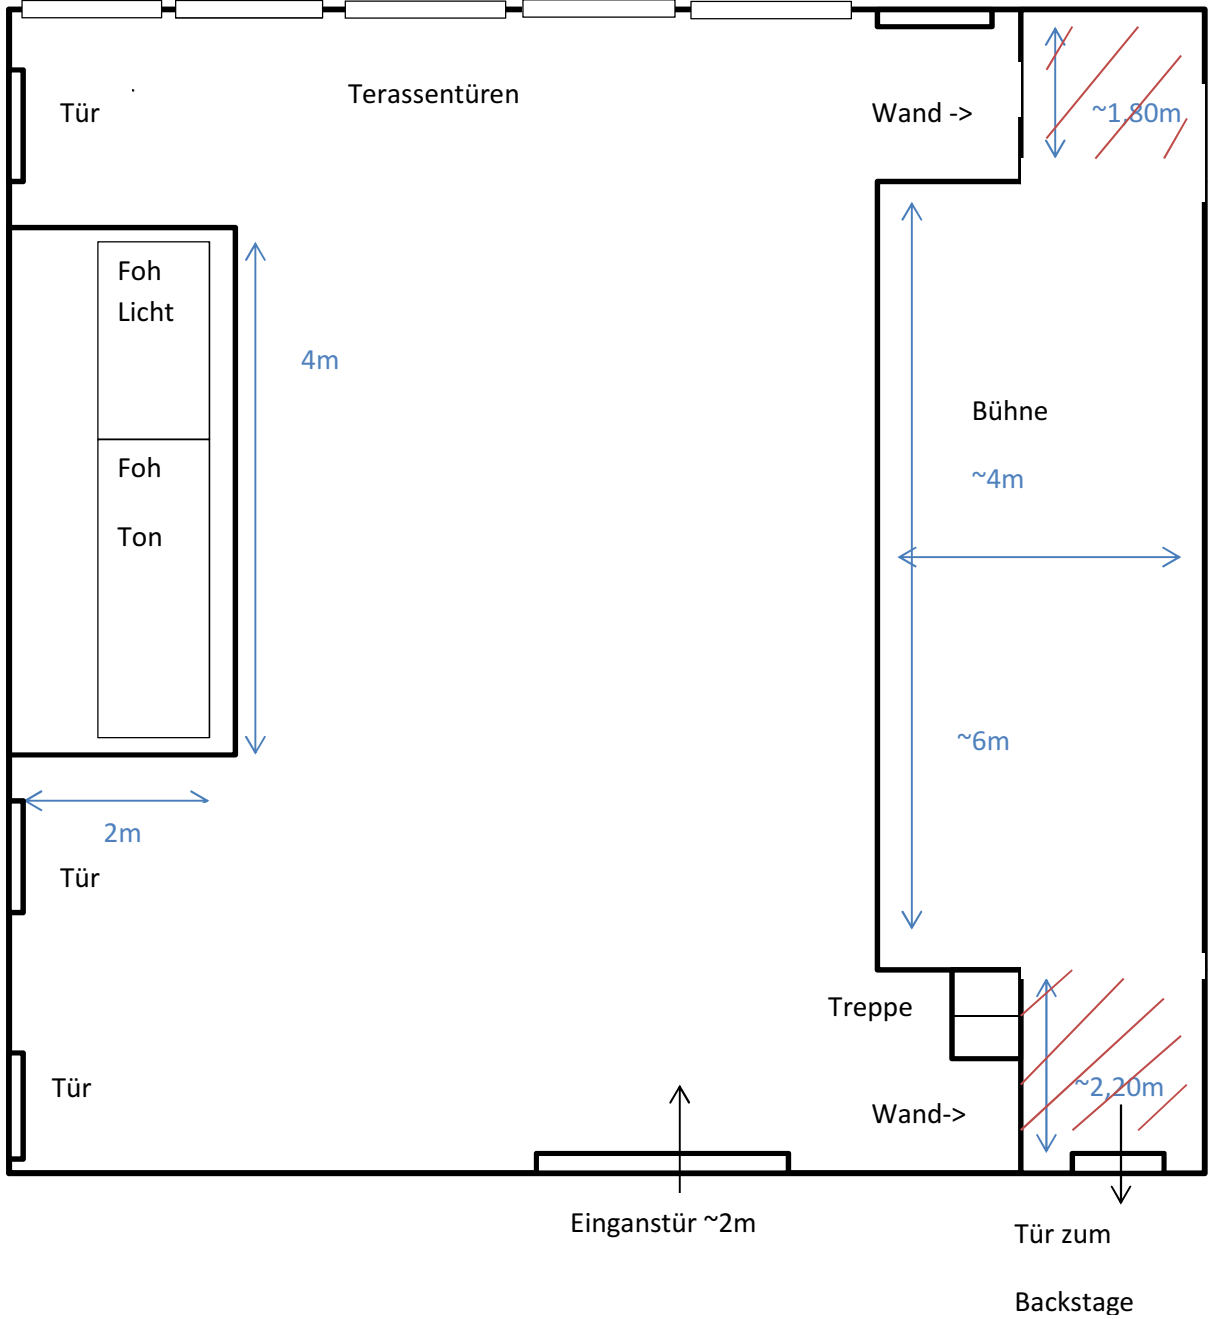 Terassentüren
Tür
Wand ->
~1,80m
Foh
Licht
4m
Bühne
Foh
~4m
Ton
~6m
2m
Tür
Treppe
Tür
~2,20m
Wand->
Einganstür ~2m
Tür zum
Backstage